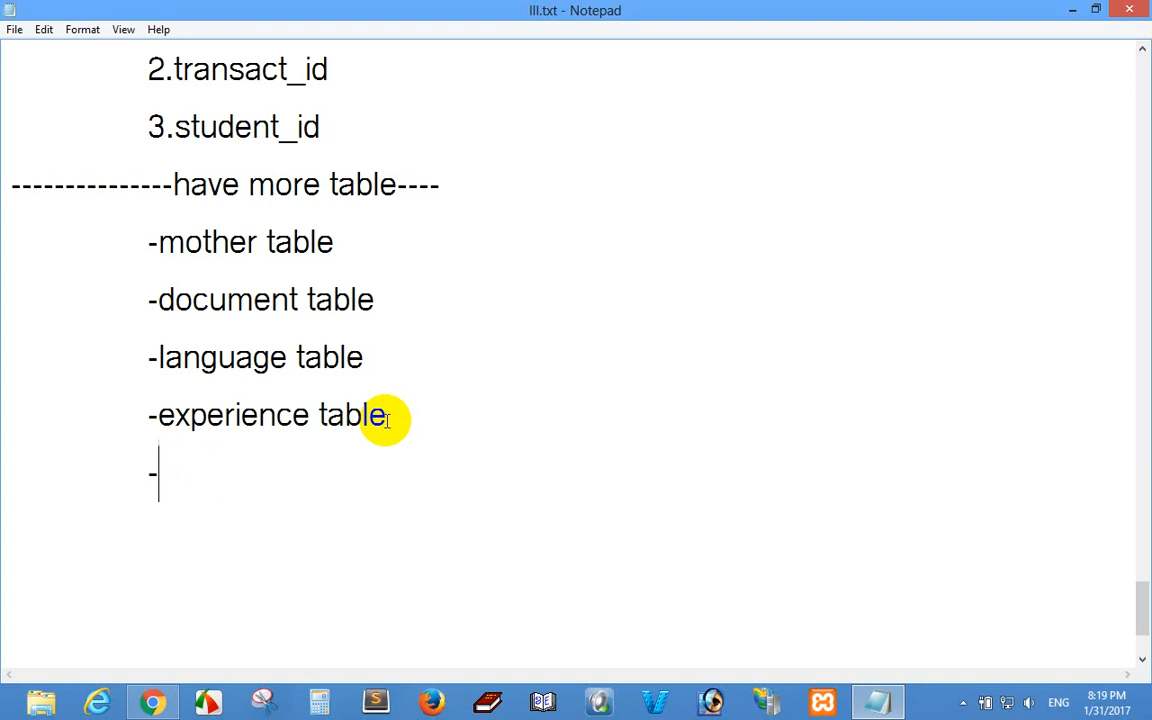 lll.txt - Notepad
File Edit Format View Help
2.transact_id
3.student_id
---------------have more table----
-mother table
-document table
-language table
-experience table
-
ENG
8:19 PM
1/31/2017